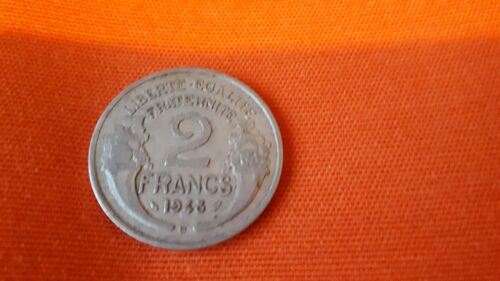 LIBERTE · EGALITE
FRATERNITE
2
FRANCS
B